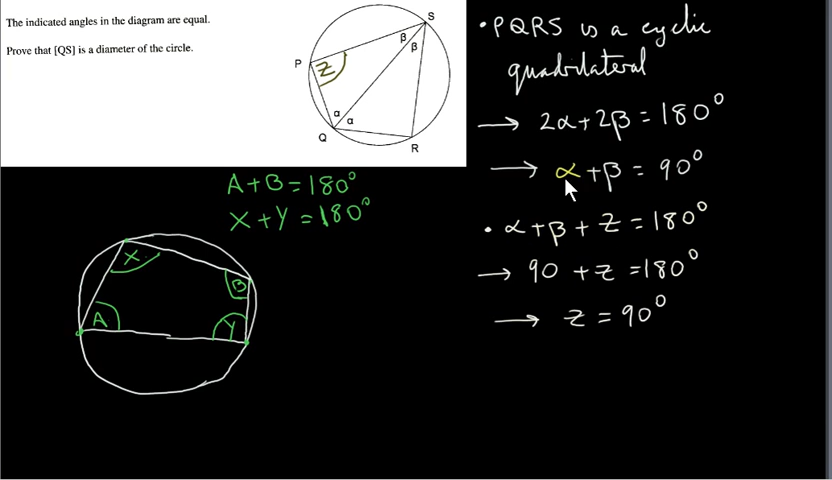 The indicated angles in the diagram are equal.
Prove that [QS] is a diameter of the circle.
S
β
β
P
Z
α
α
Q
R
• PQRS is a cyclic
quadrilateral
→ 2α+2β=180°
→ α+β=90°
• α+β+z=180°
→ 90+z=180°
→ z=90°
A+B=180°
X+Y=180°
X
B
A
Y